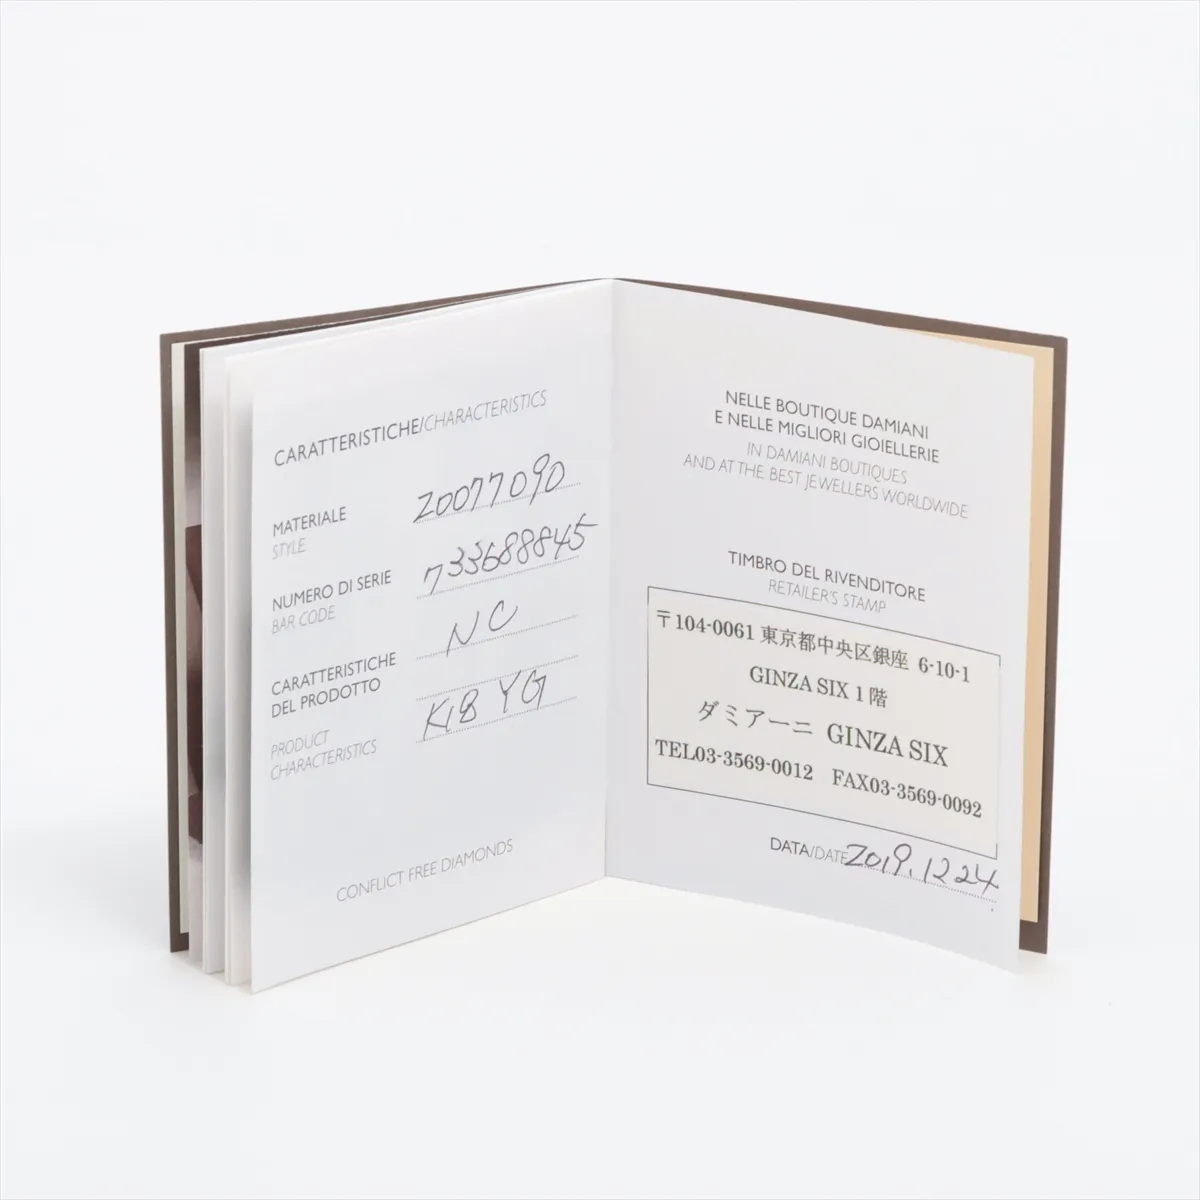 CARATTERISTICHE/CHARACTERISTICS
MATERIALE 20077090
STYLE
NUMERO DI SERIE 733688845
BAR CODE
NC
CARATTERISTICHE
DEL PRODOTTO K18 YG
PRODUCT
CHARACTERISTICS
CONFLICT FREE DIAMONDS
NELLE BOUTIQUE DAMIANI
E NELLE MIGLIORI GIOIELLERIE
IN DAMIANI BOUTIQUES
AND AT THE BEST JEWELLERS WORLDWIDE
TIMBRO DEL RIVENDITORE
RETAILER'S STAMP
〒104-0061 東京都中央区銀座 6-10-1
GINZA SIX 1階
ダミアーニ GINZA SIX
TEL03-3569-0012 FAX03-3569-0092
DATA/DATE 2019.12 24